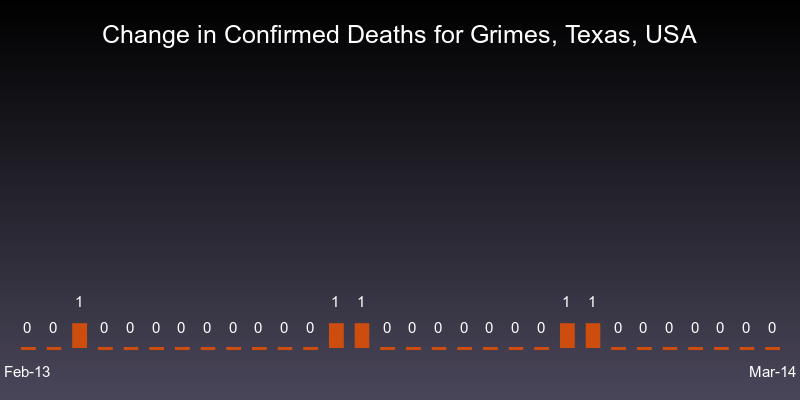 Change in Confirmed Deaths for Grimes, Texas, USA
1 1 1 1 1
0 0 0 0 0 0 0 0 0 0 0 0 0 0 0 0 0 0 0 0 0 0 0 0 0
Feb-13 Mar-14